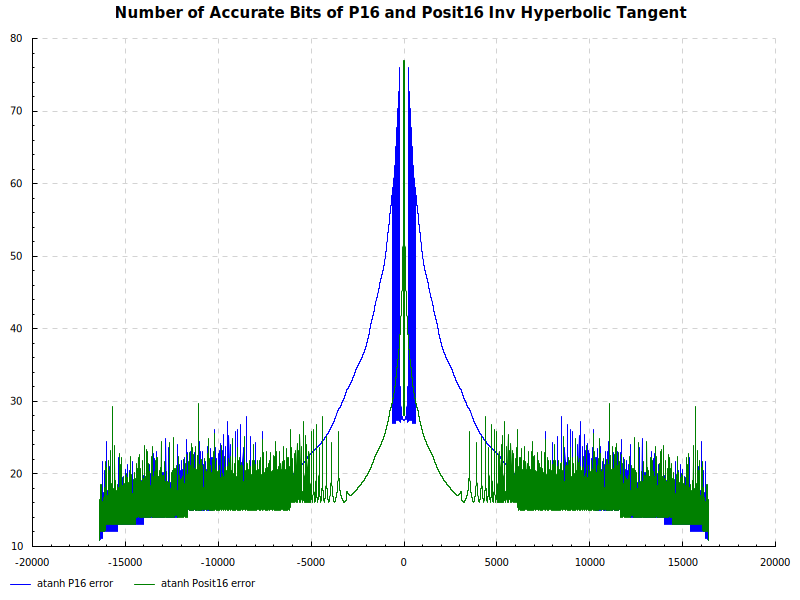 Number of Accurate Bits of P16 and Posit16 Inv Hyperbolic Tangent
80
70
60
50
40
30
20
10
-20000 -15000 -10000 -5000 0 5000 10000 15000 20000
atanh P16 error atanh Posit16 error